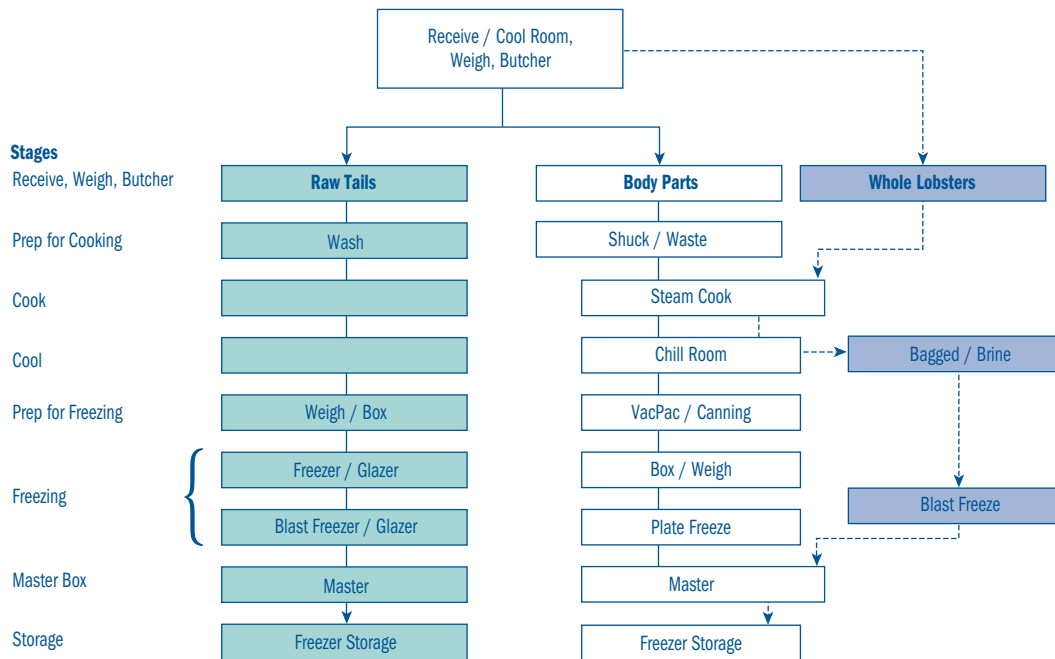 Receive / Cool Room,
Weigh, Butcher
Stages
Receive, Weigh, Butcher
Raw Tails
Body Parts
Whole Lobsters
Prep for Cooking
Wash
Shuck / Waste
Cook
Steam Cook
Cool
Chill Room
Bagged / Brine
Prep for Freezing
Weigh / Box
VacPac / Canning
Freezing
Freezer / Glazer
Box / Weigh
Blast Freezer / Glazer
Plate Freeze
Blast Freeze
Master Box
Master
Master
Storage
Freezer Storage
Freezer Storage